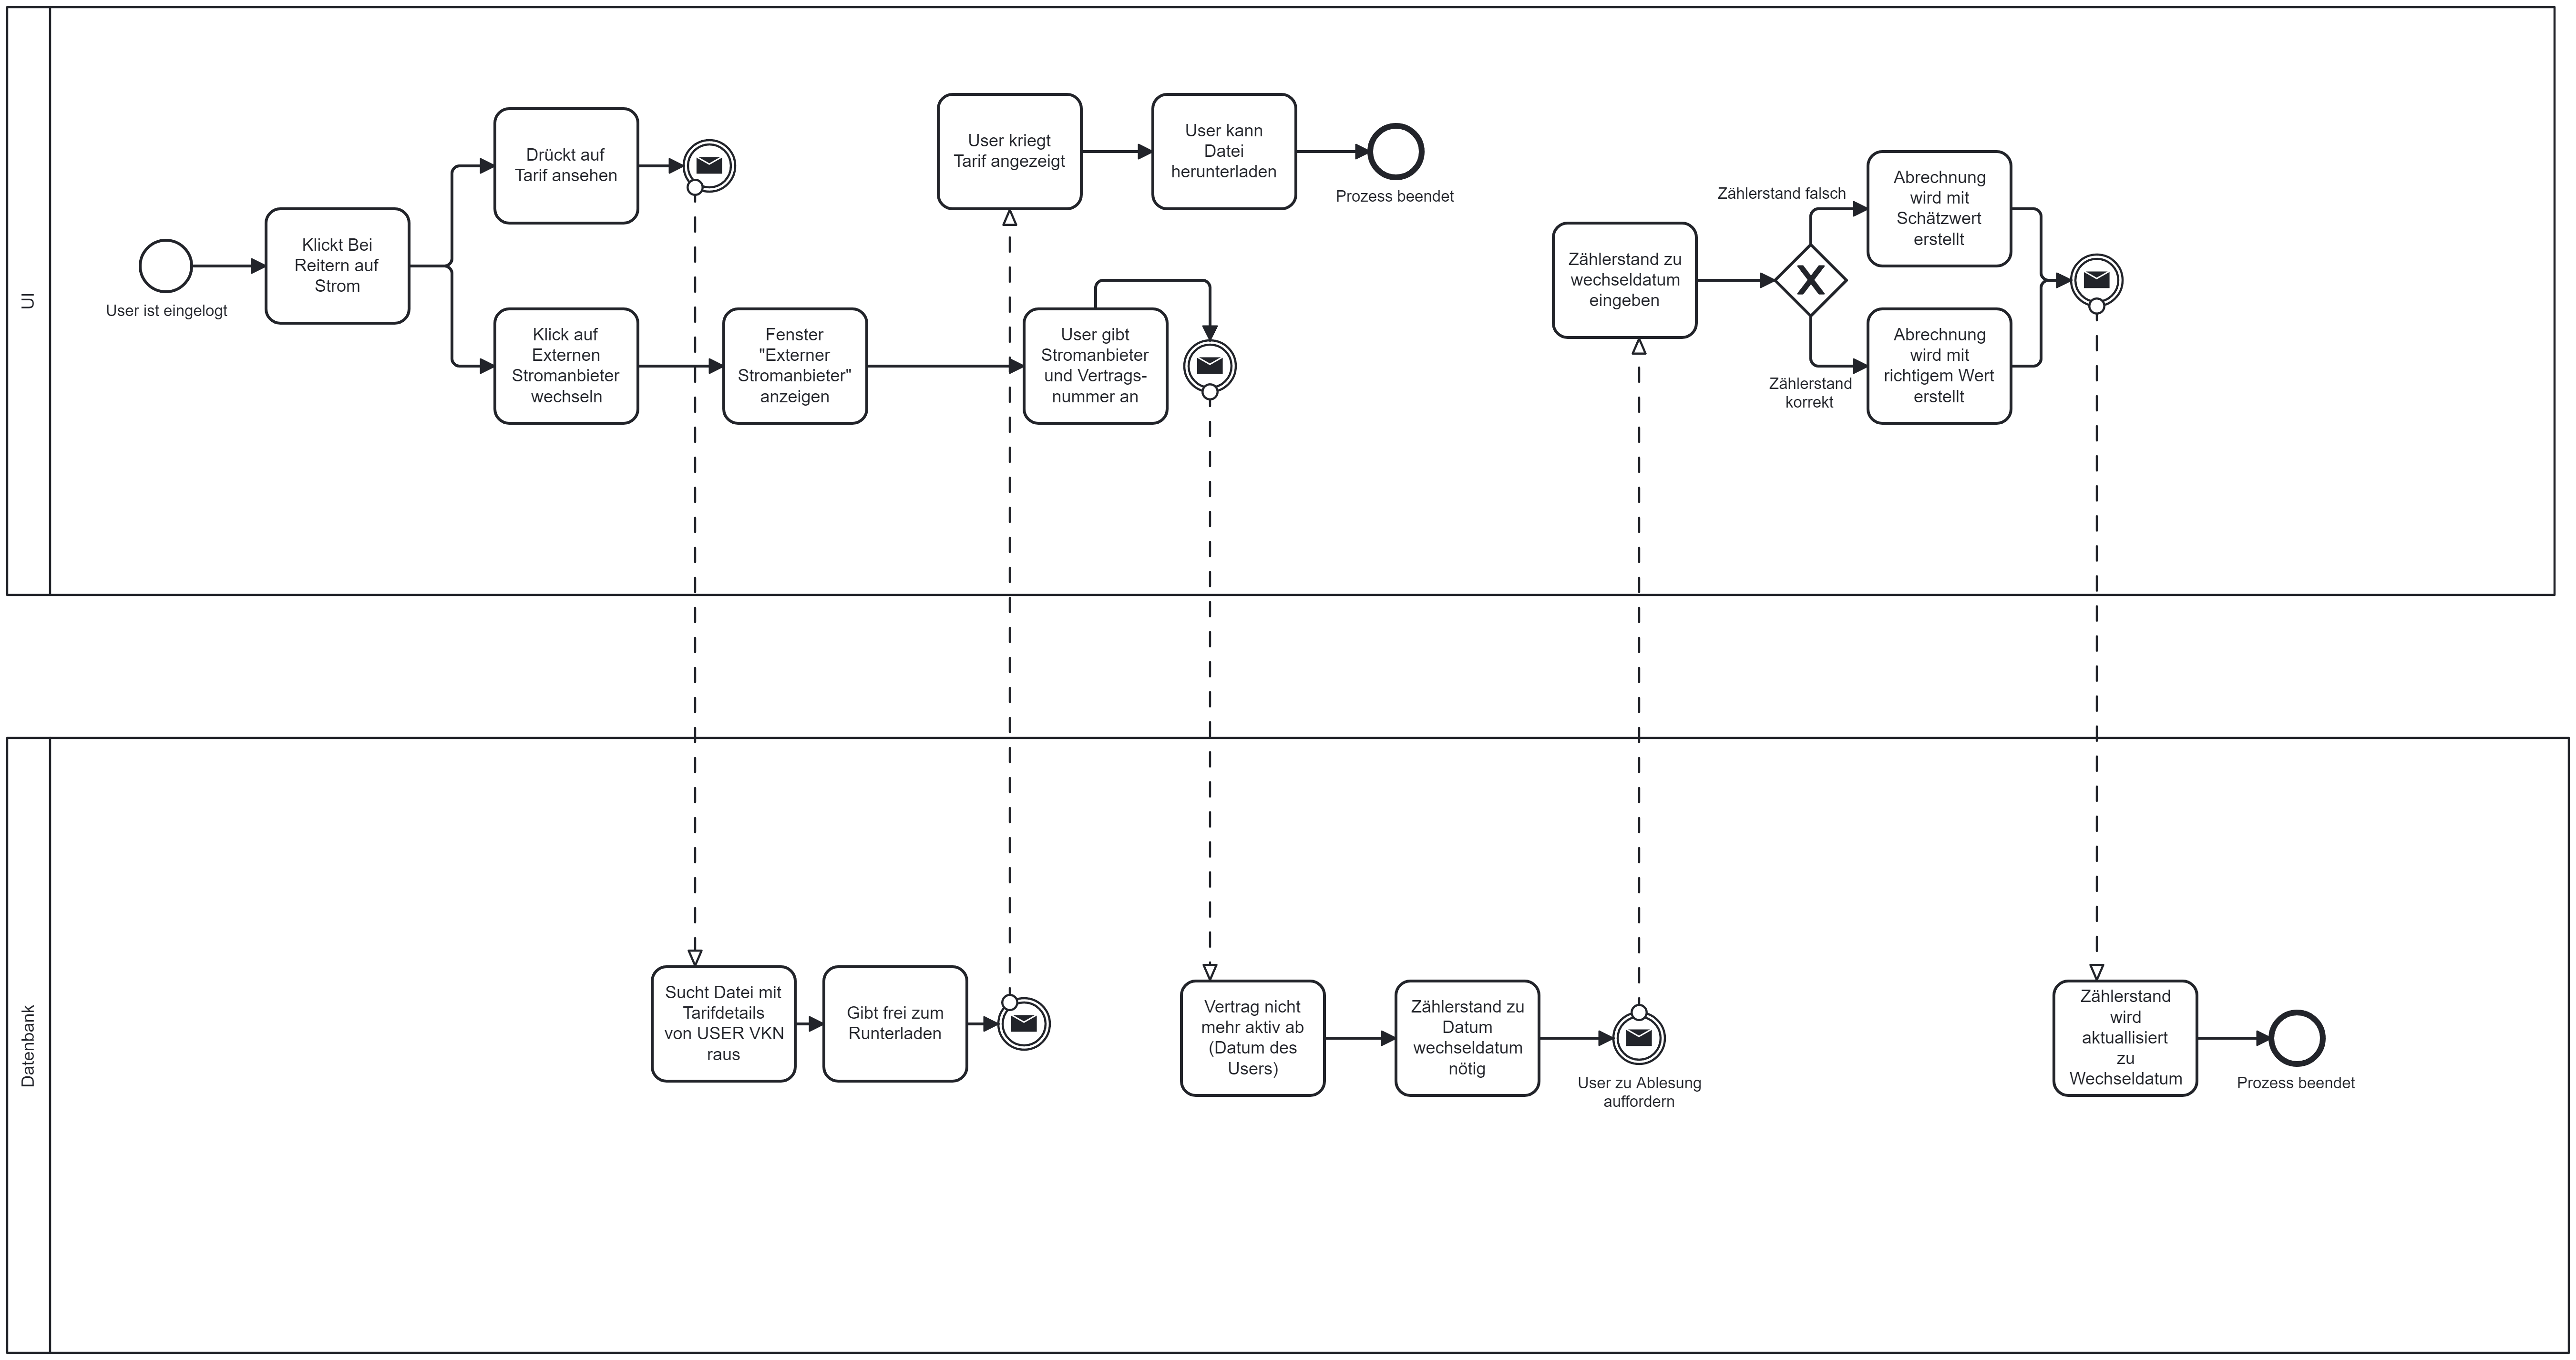 UI
User ist eingelogt
Klickt Bei
Reitern auf
Strom
Drückt auf
Tarif ansehen
Klick auf
Externen
Stromanbieter
wechseln
Fenster
"Externer
Stromanbieter"
anzeigen
User kriegt
Tarif angezeigt
User kann
Datei
herunterladen
Prozess beendet
User gibt
Stromanbieter
und Vertrags-
nummer an
Zählerstand zu
wechseldatum
eingeben
Zählerstand falsch
Zählerstand
korrekt
Abrechnung
wird mit
Schätzwert
erstellt
Abrechnung
wird mit
richtigem Wert
erstellt
Datenbank
Sucht Datei mit
Tarifdetails
von USER VKN
raus
Gibt frei zum
Runterladen
Vertrag nicht
mehr aktiv ab
(Datum des
Users)
Zählerstand zu
Datum
wechseldatum
nötig
User zu Ablesung
auffordern
Zählerstand
wird
aktuallisiert
zu
Wechseldatum
Prozess beendet